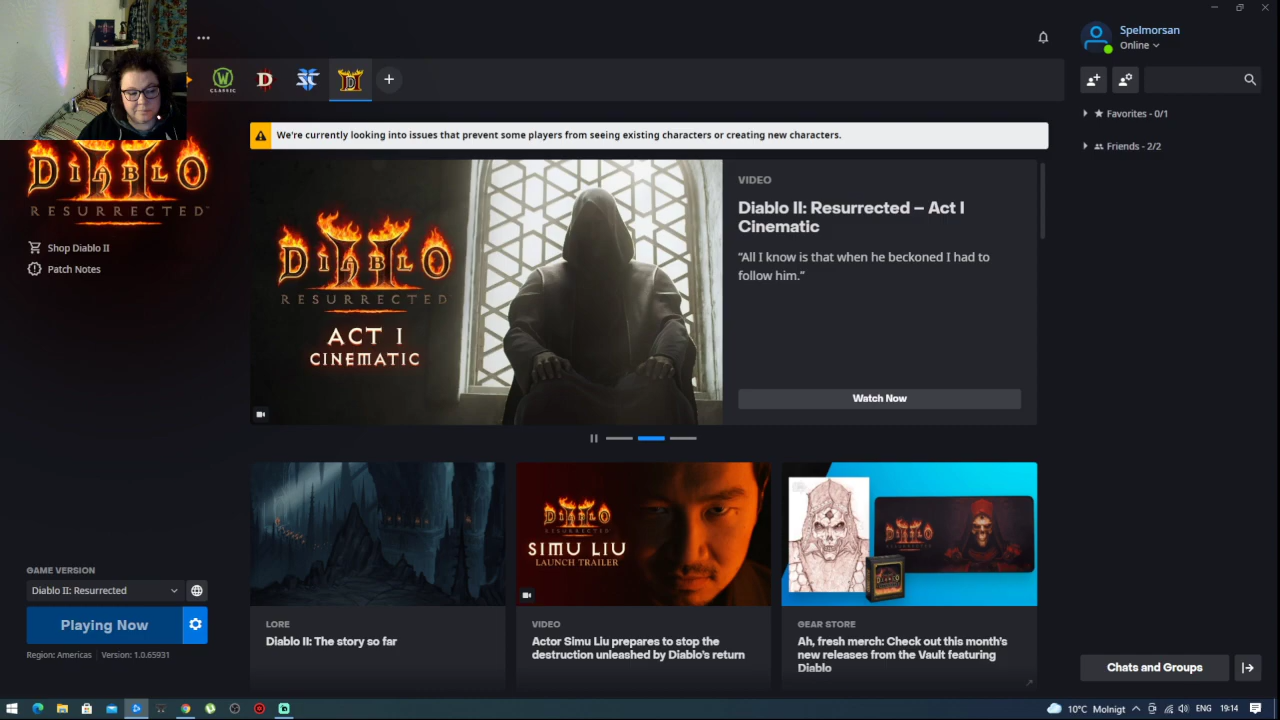 Spelmorsan
Online
CLASSIC
We're currently looking into issues that prevent some players from seeing existing characters or creating new characters.
DIABLO
II
RESURRECTED
Shop Diablo II
Patch Notes
DIABLO
II
RESURRECTED
ACT I
CINEMATIC
VIDEO
Diablo II: Resurrected – Act I
Cinematic
“All I know is that when he beckoned I had to
follow him.”
Watch Now
Favorites - 0/1
Friends - 2/2
GAME VERSION
Diablo II: Resurrected
Playing Now
Region: Americas
Version: 1.0.65931
LORE
Diablo II: The story so far
DIABLO
II
RESURRECTED
SIMU LIU
LAUNCH TRAILER
VIDEO
Actor Simu Liu prepares to stop the
destruction unleashed by Diablo's return
DIABLO
GEAR STORE
Ah, fresh merch: Check out this month's
new releases from the Vault featuring
Diablo
Chats and Groups
10°C Molnigt
ENG
19:14